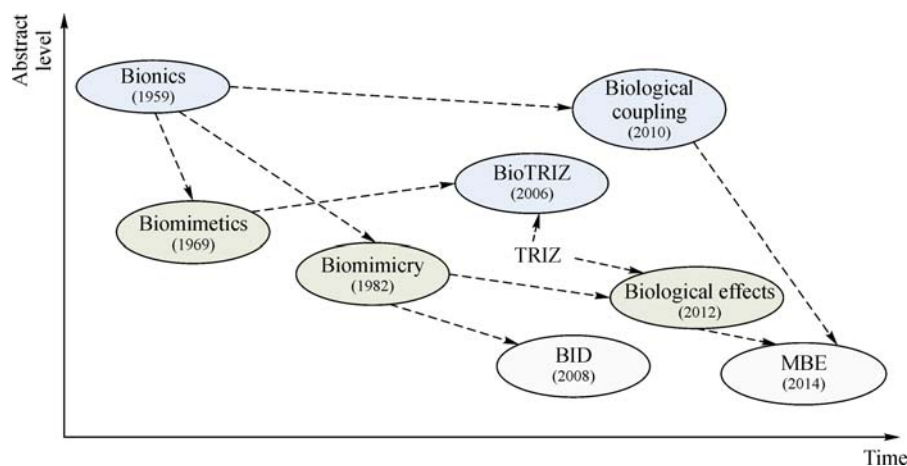 Abstract
level
Bionics
(1959)
Biological
coupling
(2010)
BioTRIZ
(2006)
Biomimetics
(1969)
TRIZ
Biomimicry
(1982)
Biological effects
(2012)
BID
(2008)
MBE
(2014)
Time